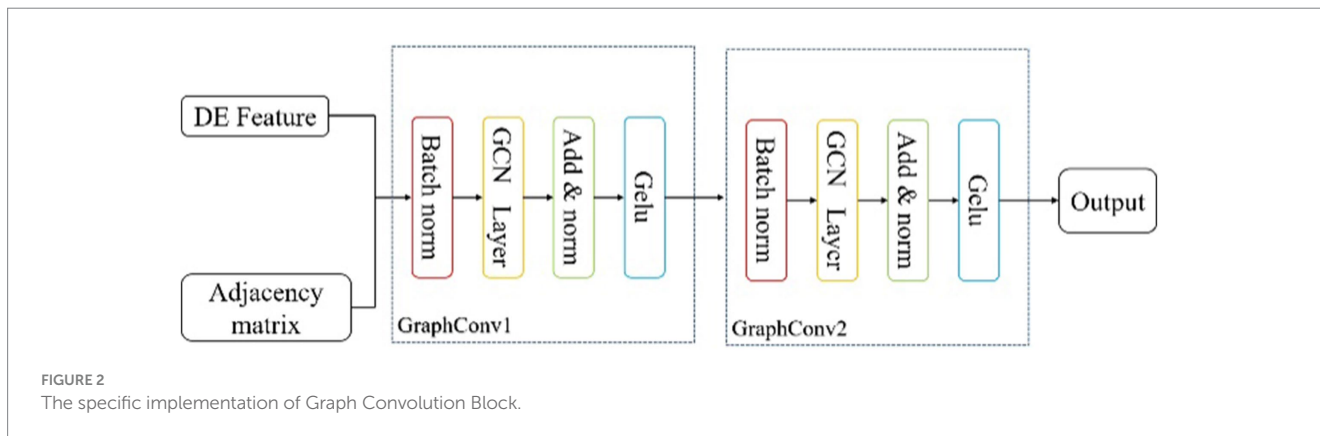 DE Feature
Adjacency
matrix
Batch norm
GCN Layer
Add & norm
Gelu
GraphConv1
Batch norm
GCN Layer
Add & norm
Gelu
GraphConv2
Output
FIGURE 2
The specific implementation of Graph Convolution Block.